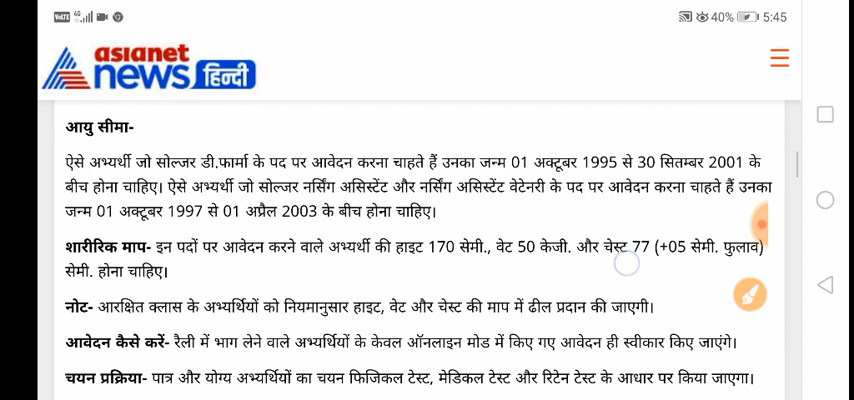 VoLTE 4G 40% 5:45
asianet
news हिन्दी
आयु सीमा-
ऐसे अभ्यर्थी जो सोल्जर डी.फार्मा के पद पर आवेदन करना चाहते हैं उनका जन्म 01 अक्टूबर 1995 से 30 सितम्बर 2001 के
बीच होना चाहिए। ऐसे अभ्यर्थी जो सोल्जर नर्सिंग असिस्टेंट और नर्सिंग असिस्टेंट वेटेनरी के पद पर आवेदन करना चाहते हैं उनका
जन्म 01 अक्टूबर 1997 से 01 अप्रैल 2003 के बीच होना चाहिए।
शारीरिक माप- इन पदों पर आवेदन करने वाले अभ्यर्थी की हाइट 170 सेमी., वेट 50 केजी. और चेस्ट 77 (+05 सेमी. फुलाव)
सेमी. होना चाहिए।
नोट- आरक्षित क्लास के अभ्यर्थियों को नियमानुसार हाइट, वेट और चेस्ट की माप में ढील प्रदान की जाएगी।
आवेदन कैसे करें- रैली में भाग लेने वाले अभ्यर्थियों के केवल ऑनलाइन मोड में किए गए आवेदन ही स्वीकार किए जाएंगे।
चयन प्रक्रिया- पात्र और योग्य अभ्यर्थियों का चयन फिजिकल टेस्ट, मेडिकल टेस्ट और रिटेन टेस्ट के आधार पर किया जाएगा।